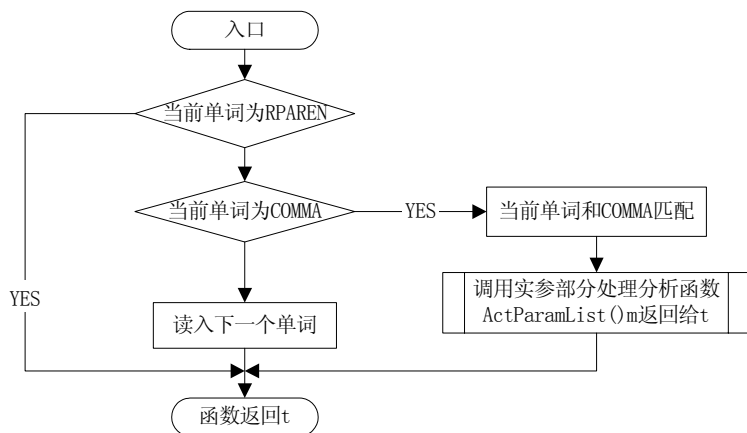 入口
当前单词为RPAREN
当前单词为COMMA
YES
当前单词和COMMA匹配
YES
读入下一个单词
调用实参部分处理分析函数
ActParamList()m返回给t
函数返回t